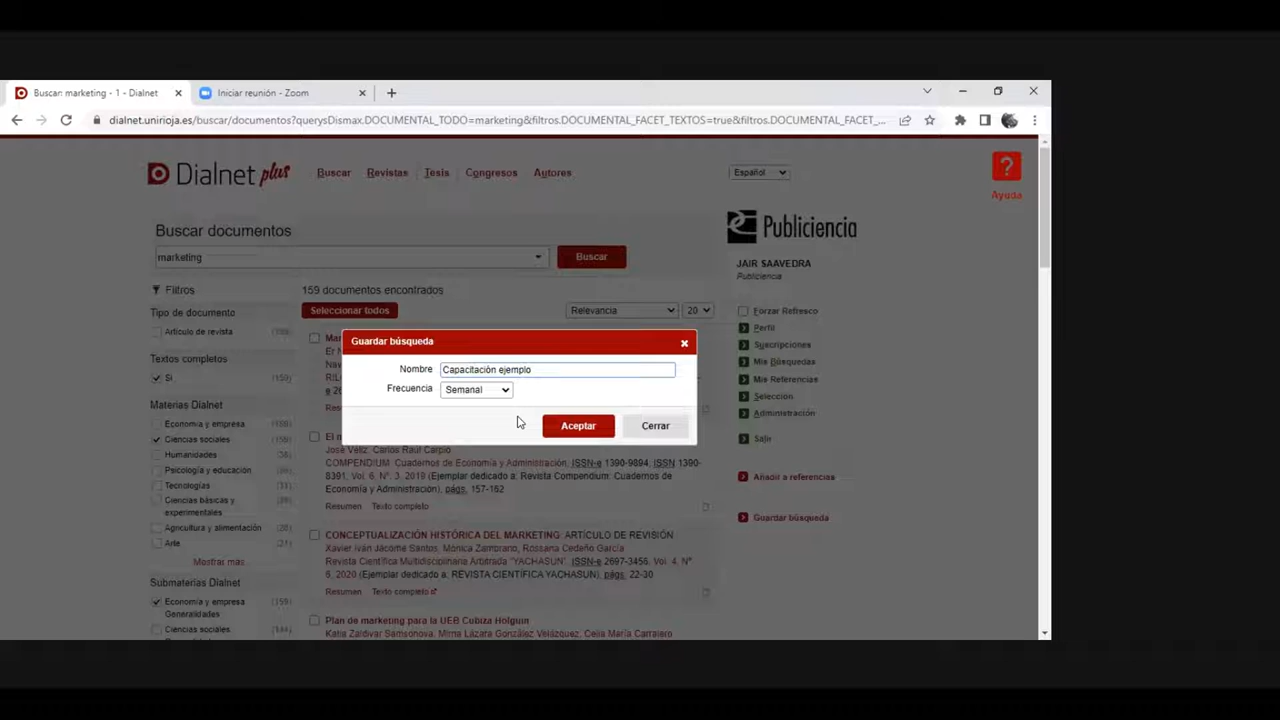 Buscar: marketing - 1 - Dialnet
Iniciar reunión - Zoom
dialnet.unirioja.es/buscar/documentos?querysDismax.DOCUMENTAL_TODO=marketing&filtros.DOCUMENTAL_FACET_TEXTOS=true&filtros.DOCUMENTAL_FACET_...
Dialnet plus
Buscar Revistas Tesis Congresos Autores
Español
Ayuda
Publiciencia
Buscar documentos
marketing
Buscar
JAIR SAAVEDRA
Publiciencia
Filtros
159 documentos encontrados
Seleccionar todos
Relevancia
20
Tipo de documento
Artículo de revista (159)
Textos completos
Sí (159)
Materias Dialnet
Economía y empresa (159)
Ciencias sociales (159)
Humanidades
Psicología y educación
Tecnologías
Ciencias básicas y
experimentales
Agricultura y alimentación (28)
Arte (21)
Mostrar más
Submaterias Dialnet
Economía y empresa (159)
Generalidades
Ciencias sociales (144)
Guardar búsqueda
Nombre Capacitación ejemplo
Frecuencia Semanal
Aceptar Cerrar
José Véliz, Carlos Raúl Carpio
COMPENDIUM: Cuadernos de Economía y Administración, ISSN-e 1390-9894, ISSN 1390-
8391, Vol. 6, Nº. 3, 2019 (Ejemplar dedicado a: Revista Compendium: Cuadernos de
Economía y Administración), págs. 157-162
Resumen Texto completo
CONCEPTUALIZACIÓN HISTÓRICA DEL MARKETING: ARTÍCULO DE REVISIÓN
Xavier Iván Jácome Santos, Mónica Zambrano, Rossana Cedeño García
Revista Científica Multidisciplinaria Arbitrada "YACHASUN", ISSN-e 2697-3456, Vol. 4, Nº
6, 2020 (Ejemplar dedicado a: REVISTA CIENTÍFICA YACHASUN), págs. 22-30
Resumen Texto completo
Plan de marketing para la UEB Cubiza Holguín
Katia Zaldívar Samsonova, Mirna Lázara González Velázquez, Celia María Carralero
Forzar Refresco
Perfil
Suscripciones
Mis Búsquedas
Mis Referencias
Selección
Administración
Salir
Añadir a referencias
Guardar búsqueda